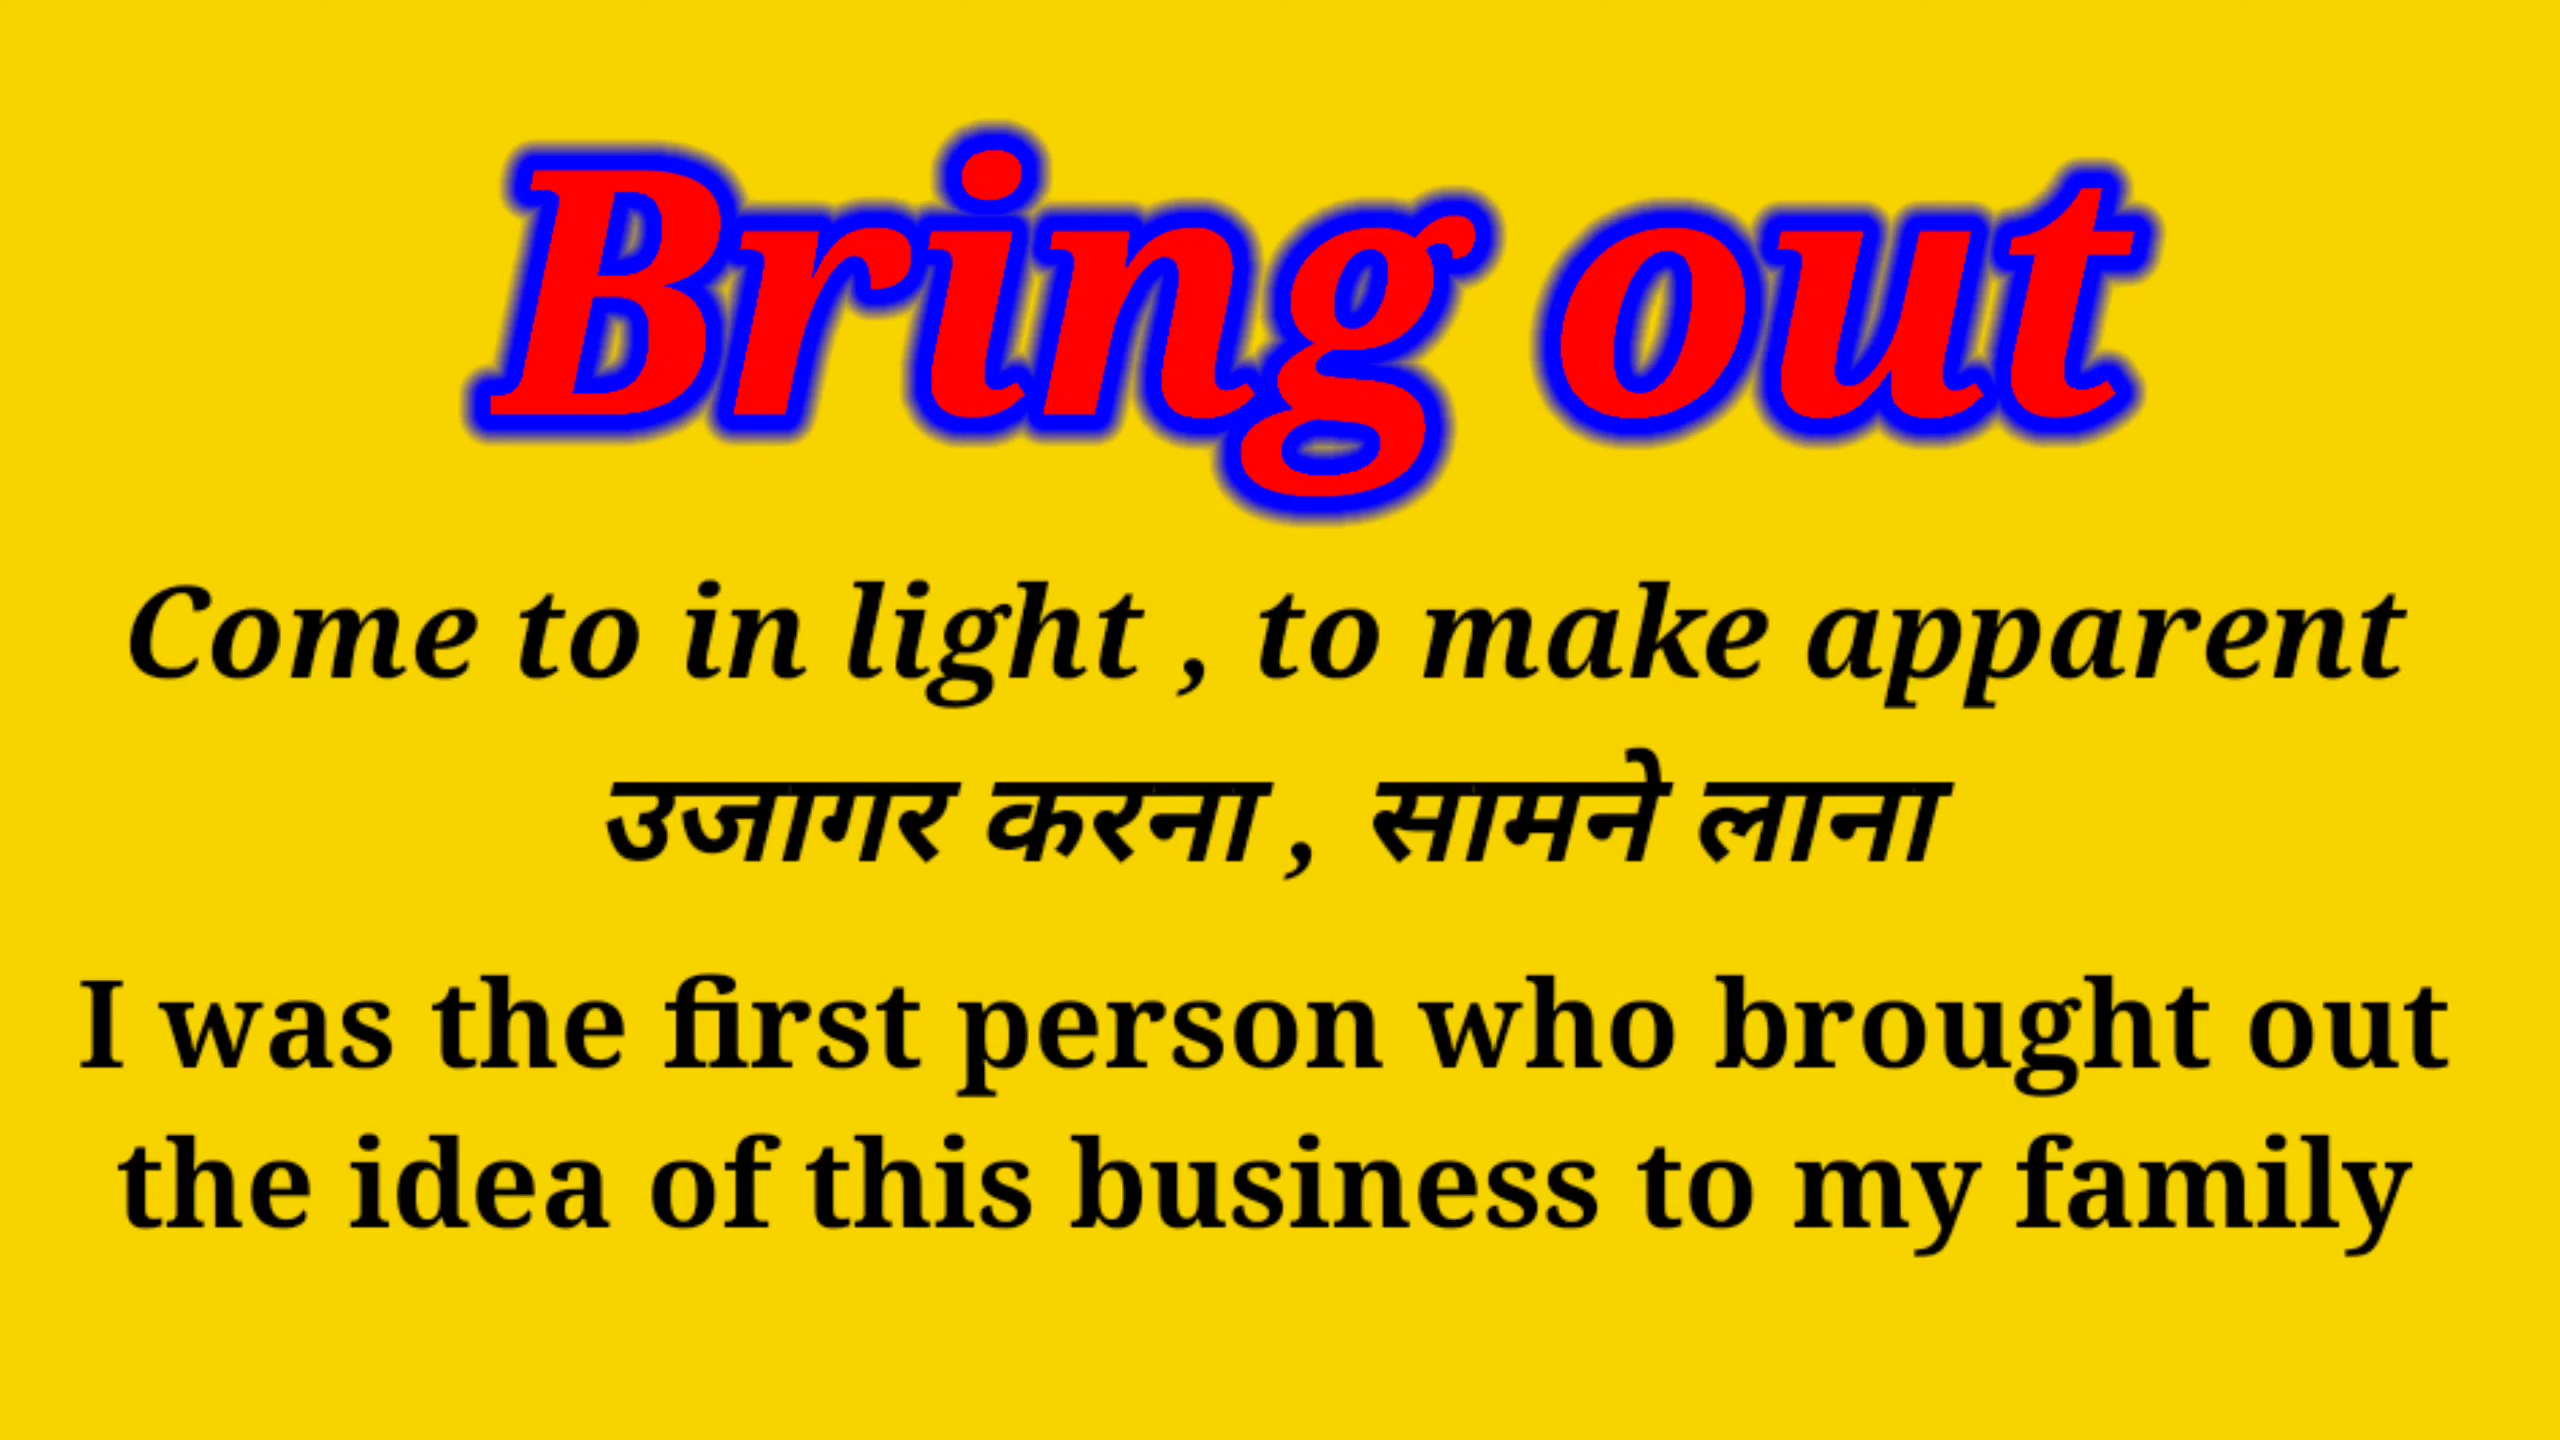 Bring out
Come to in light , to make apparent
उजागर करना , सामने लाना
I was the first person who brought out
the idea of this business to my family